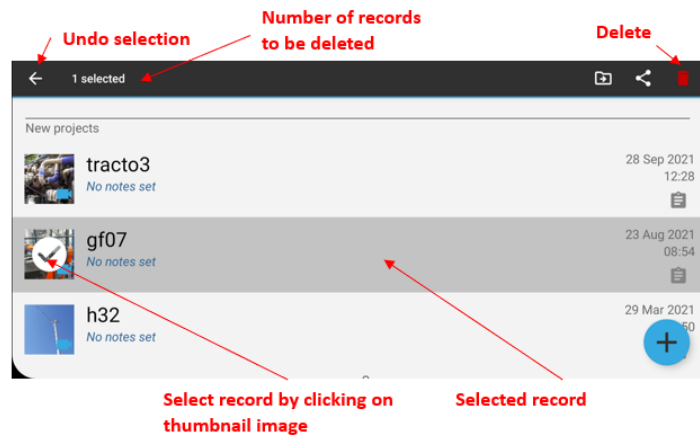 Number of records
to be deleted
Undo selection
Delete
1 selected
New projects
tracto3
No notes set
28 Sep 2021
12:28
gf07
No notes set
23 Aug 2021
08:54
h32
No notes set
29 Mar 2021
50
Select record by clicking on
thumbnail image
Selected record